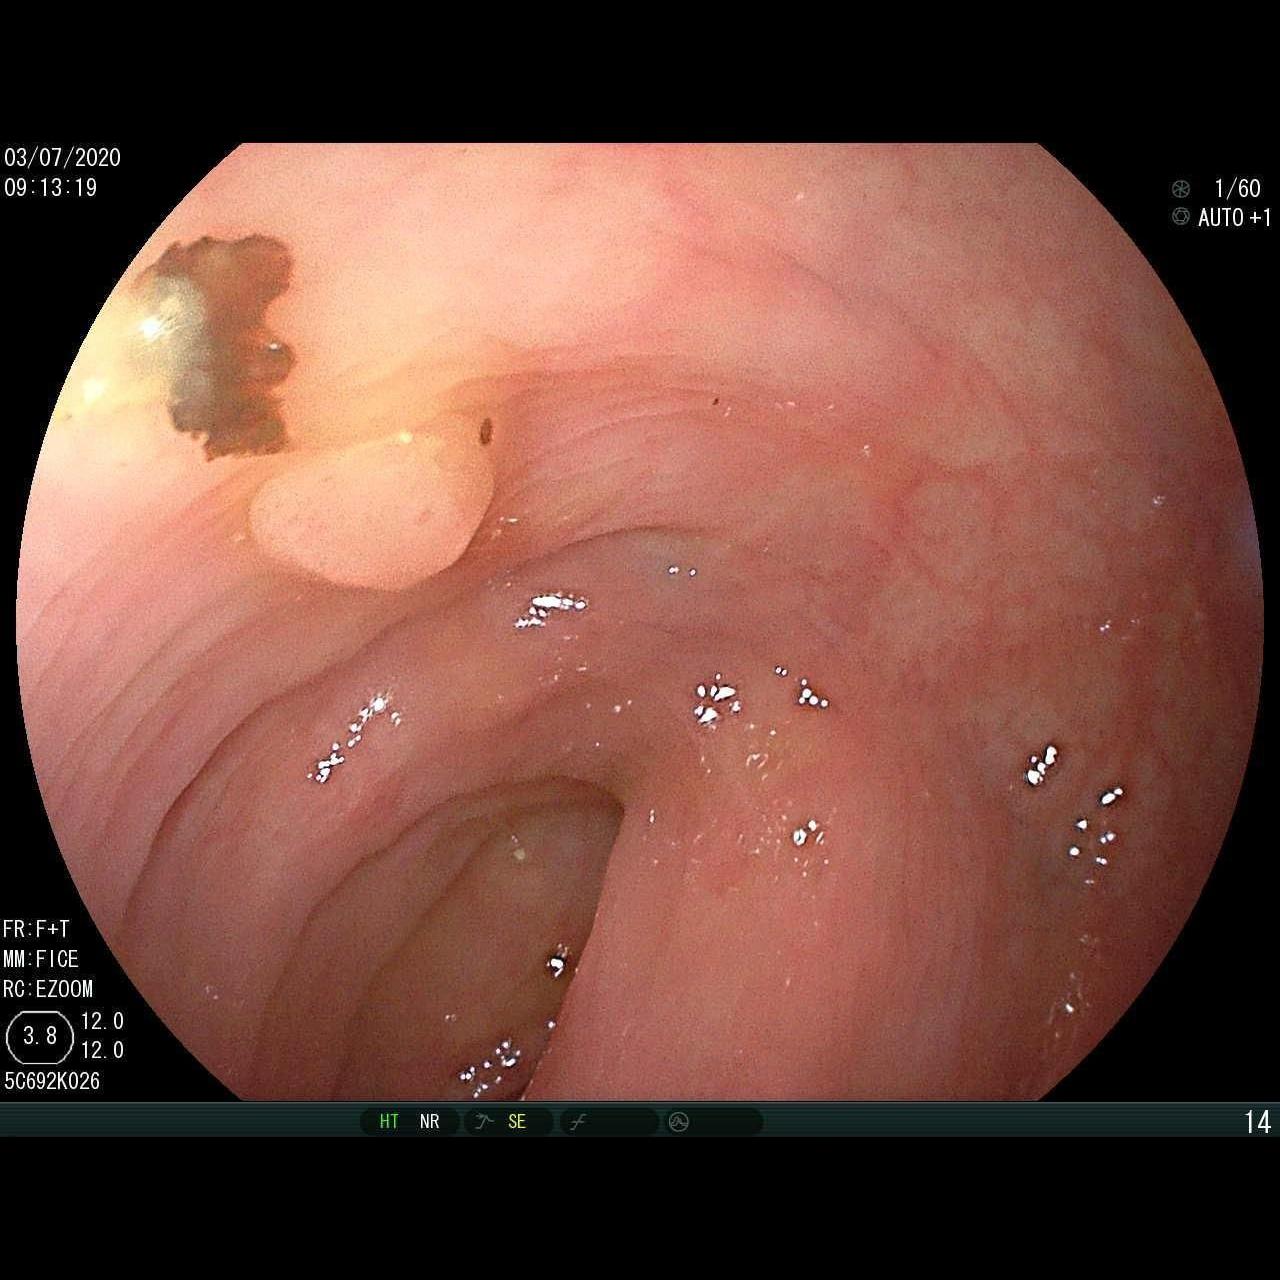 03/07/2020
09:13:19
1/60
AUTO +1
FR:F+T
MM:FICE
RC:EZOOM
3.8
12.0
12.0
5C692K026
HT NR SE
14